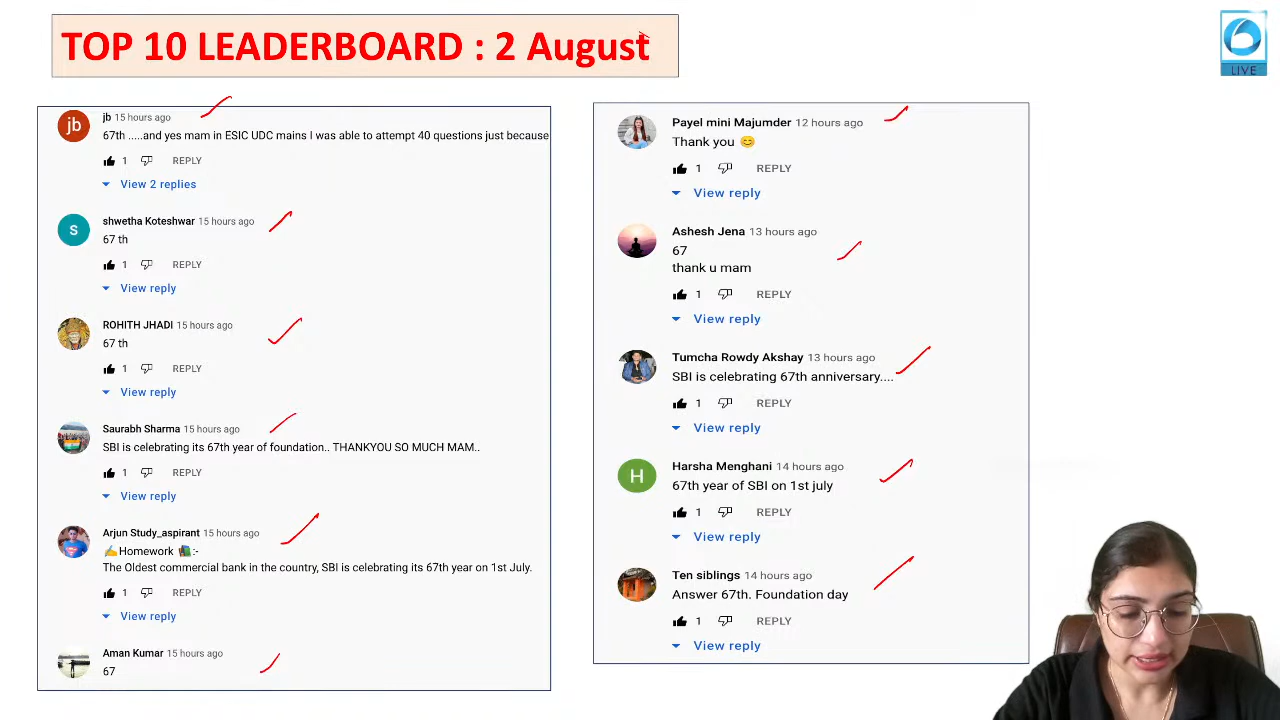 TOP 10 LEADERBOARD : 2 August
LIVE
jb 15 hours ago
67th .....and yes mam in ESIC UDC mains I was able to attempt 40 questions just because
1 REPLY
View 2 replies
shwetha Koteshwar 15 hours ago
67 th
1 REPLY
View reply
ROHITH JHADI 15 hours ago
67 th
1 REPLY
View reply
Saurabh Sharma 15 hours ago
SBI is celebrating its 67th year of foundation.. THANKYOU SO MUCH MAM..
1 REPLY
View reply
Arjun Study_aspirant 15 hours ago
✍Homework 📚:-
The Oldest commercial bank in the country, SBI is celebrating its 67th year on 1st July.
1 REPLY
View reply
Aman Kumar 15 hours ago
67
Payel mini Majumder 12 hours ago
Thank you 😊
1 REPLY
View reply
Ashesh Jena 13 hours ago
67
thank u mam
1 REPLY
View reply
Tumcha Rowdy Akshay 13 hours ago
SBI is celebrating 67th anniversary....
1 REPLY
View reply
H
Harsha Menghani 14 hours ago
67th year of SBI on 1st july
1 REPLY
View reply
Ten siblings 14 hours ago
Answer 67th. Foundation day
1 REPLY
View reply